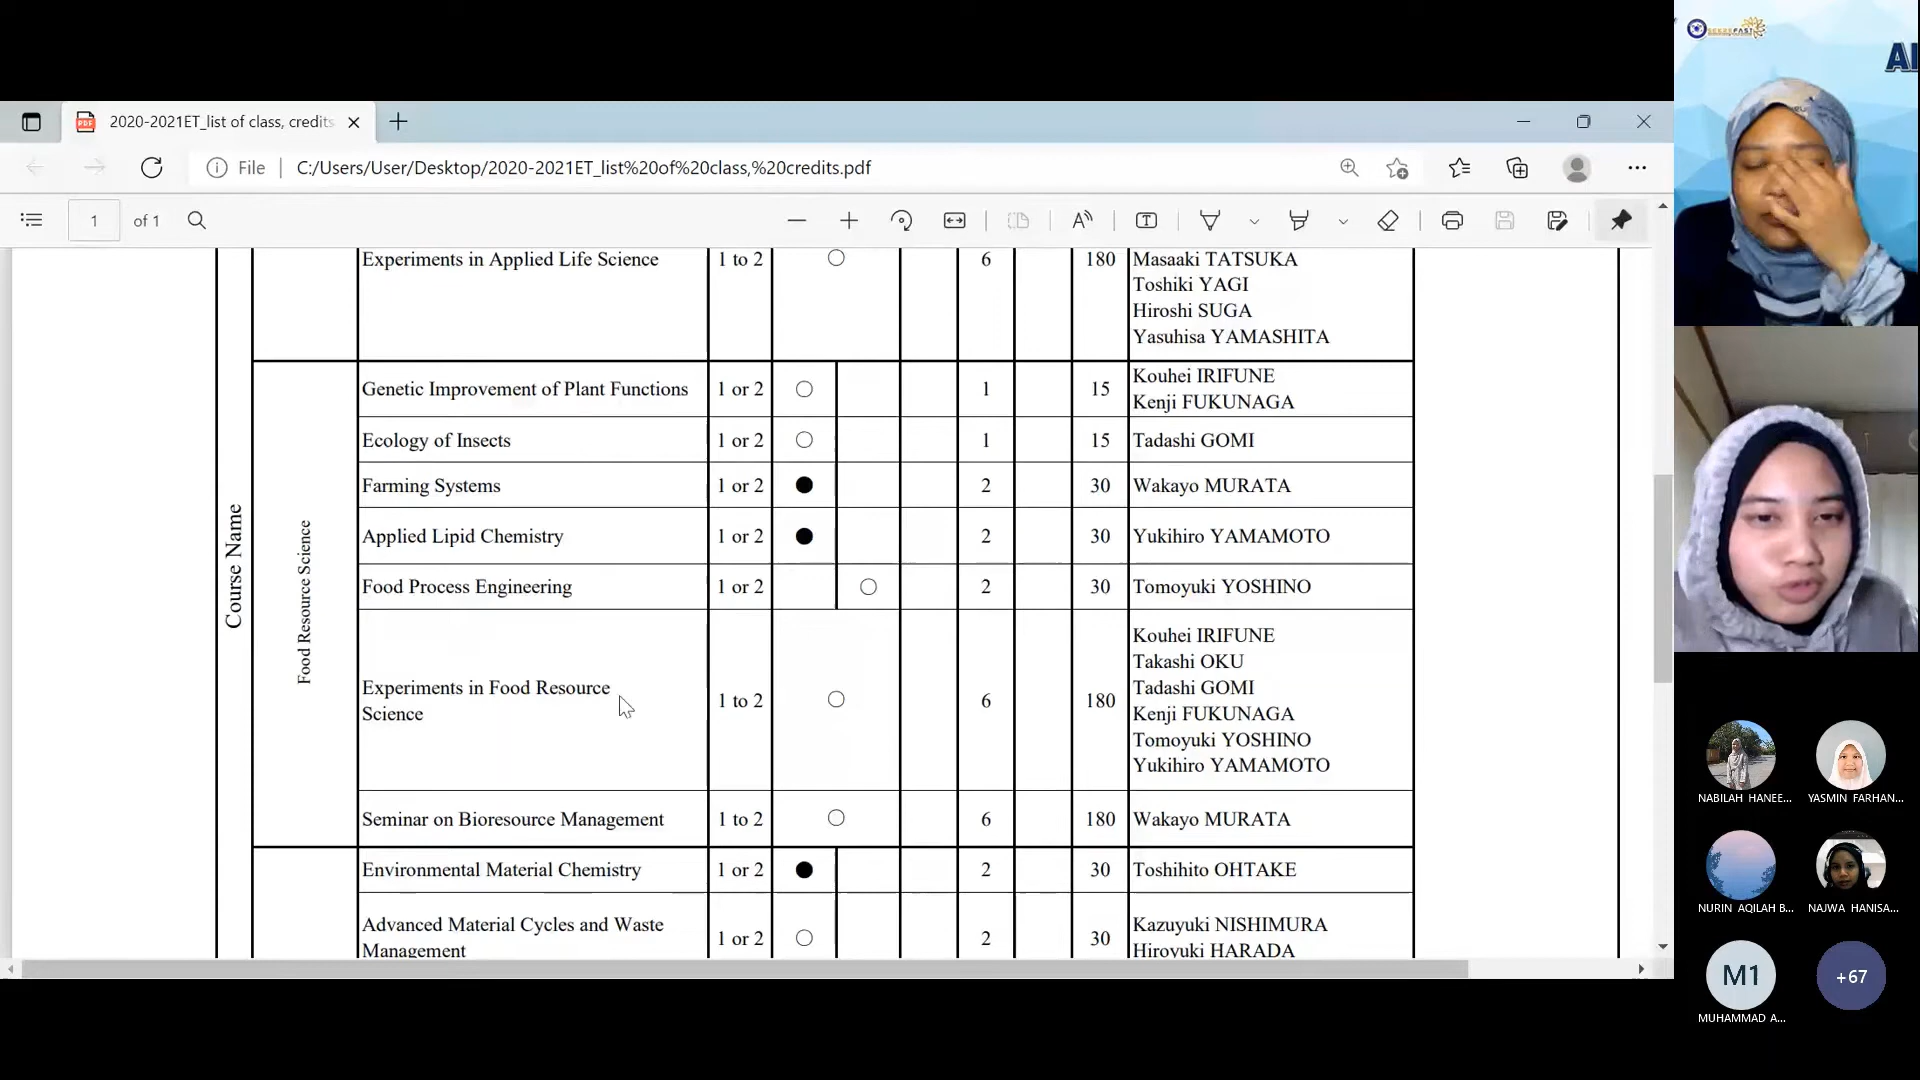 2020-2021ET_list of class, credits
File
C:/Users/User/Desktop/2020-2021ET_list%20of%20class,%20credits.pdf
1 of 1
Course Name
Experiments in Applied Life Science 1 to 2 ○ 6 180 Masaaki TATSUKA
Toshiki YAGI
Hiroshi SUGA
Yasuhisa YAMASHITA
Food Resource Science
Genetic Improvement of Plant Functions 1 or 2 ○ 1 15 Kouhei IRIFUNE
Kenji FUKUNAGA
Ecology of Insects 1 or 2 ○ 1 15 Tadashi GOMI
Farming Systems 1 or 2 ● 2 30 Wakayo MURATA
Applied Lipid Chemistry 1 or 2 ● 2 30 Yukihiro YAMAMOTO
Food Process Engineering 1 or 2 ○ 2 30 Tomoyuki YOSHINO
Experiments in Food Resource
Science 1 to 2 ○ 6 180 Kouhei IRIFUNE
Takashi OKU
Tadashi GOMI
Kenji FUKUNAGA
Tomoyuki YOSHINO
Yukihiro YAMAMOTO
Seminar on Bioresource Management 1 to 2 ○ 6 180 Wakayo MURATA
Environmental Material Chemistry 1 or 2 ● 2 30 Toshihito OHTAKE
Advanced Material Cycles and Waste
Management 1 or 2 ○ 2 30 Kazuyuki NISHIMURA
Hiroyuki HARADA
NABILAH HANEE...
YASMIN FARHAN...
NURIN AQILAH B...
NAJWA HANISA...
M1
+67
MUHAMMAD A...